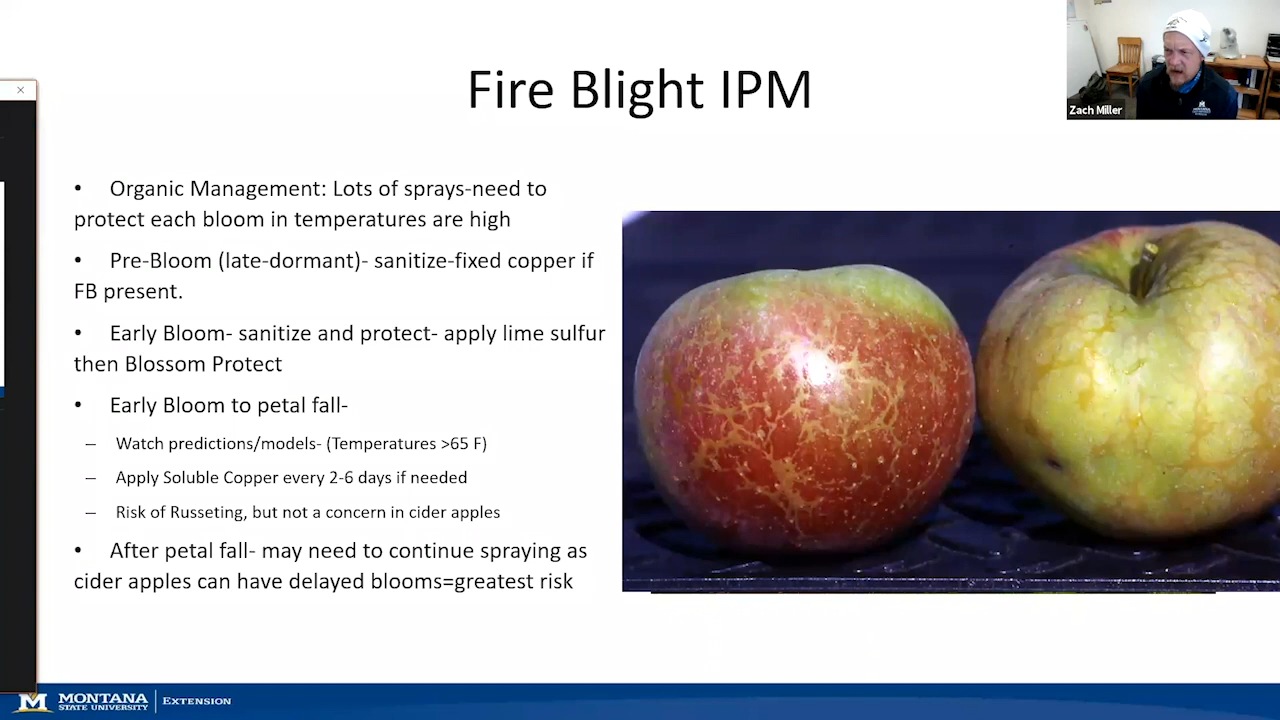 Fire Blight IPM
Zach Miller
• Organic Management: Lots of sprays-need to
protect each bloom in temperatures are high
• Pre-Bloom (late-dormant)- sanitize-fixed copper if
FB present.
• Early Bloom- sanitize and protect- apply lime sulfur
then Blossom Protect
• Early Bloom to petal fall-
– Watch predictions/models- (Temperatures >65 F)
– Apply Soluble Copper every 2-6 days if needed
– Risk of Russeting, but not a concern in cider apples
• After petal fall- may need to continue spraying as
cider apples can have delayed blooms=greatest risk
M MONTANA
STATE UNIVERSITY
EXTENSION